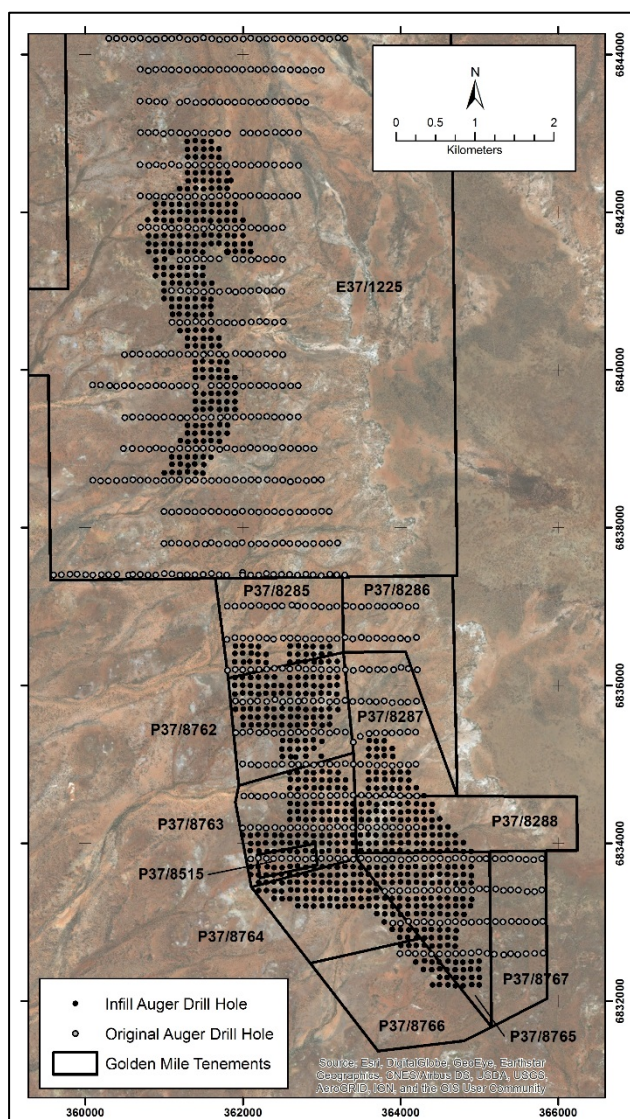 6844000
6842000
6840000
6838000
6836000
6834000
6832000
N
0 0.5 1 2
Kilometers
E37/1225
P37/8285
P37/8286
P37/8762
P37/8287
P37/8763
P37/8288
P37/8515
P37/8764
P37/8767
P37/8766
P37/8765
Infill Auger Drill Hole
Original Auger Drill Hole
Golden Mile Tenements
Source: Esri, DigitalGlobe, GeoEye, Earthstar
Geographics, CNES/Airbus DS, USDA, USGS,
AeroGRID, IGN, and the GIS User Community
360000 362000 364000 366000